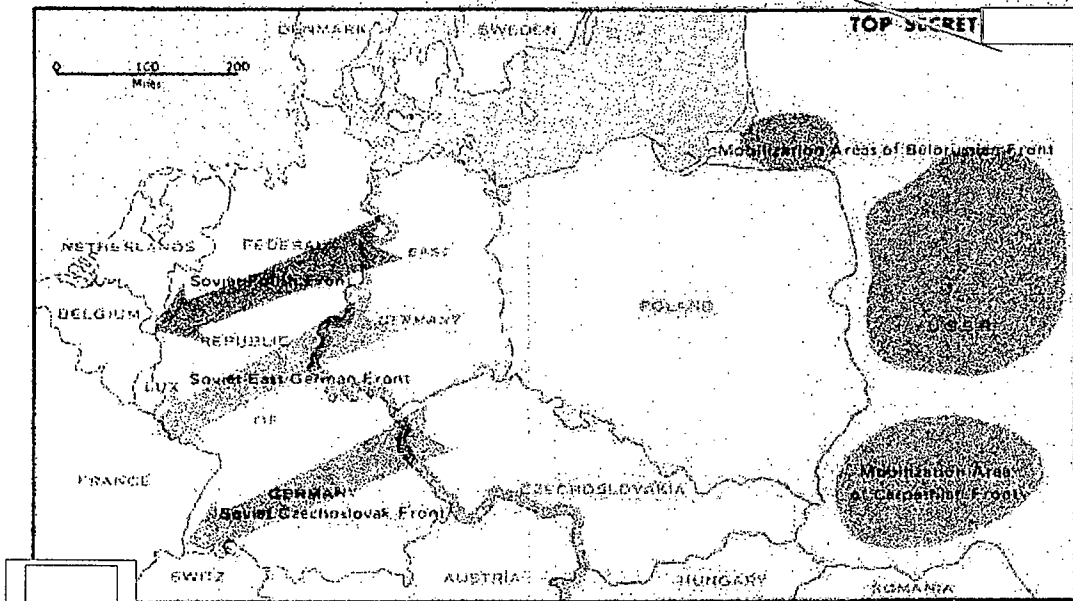 DENMARK
SWEDEN
TOP SECRET
0 100 200
Miles
Mobilization Areas of Belorussian Front
NETHERLANDS
FEDERAL
EAST
Soviet-Polish Front
BELGIUM
GERMANY
POLAND
U.S.S.R.
REPUBLIC
LUX
Soviet-East German Front
OF
FRANCE
GERMANY
CZECHOSLOVAKIA
Mobilization Area
of Carpathian Front
Soviet-Czechoslovak Front
SWITZ
AUSTRIA
HUNGARY
ROMANIA